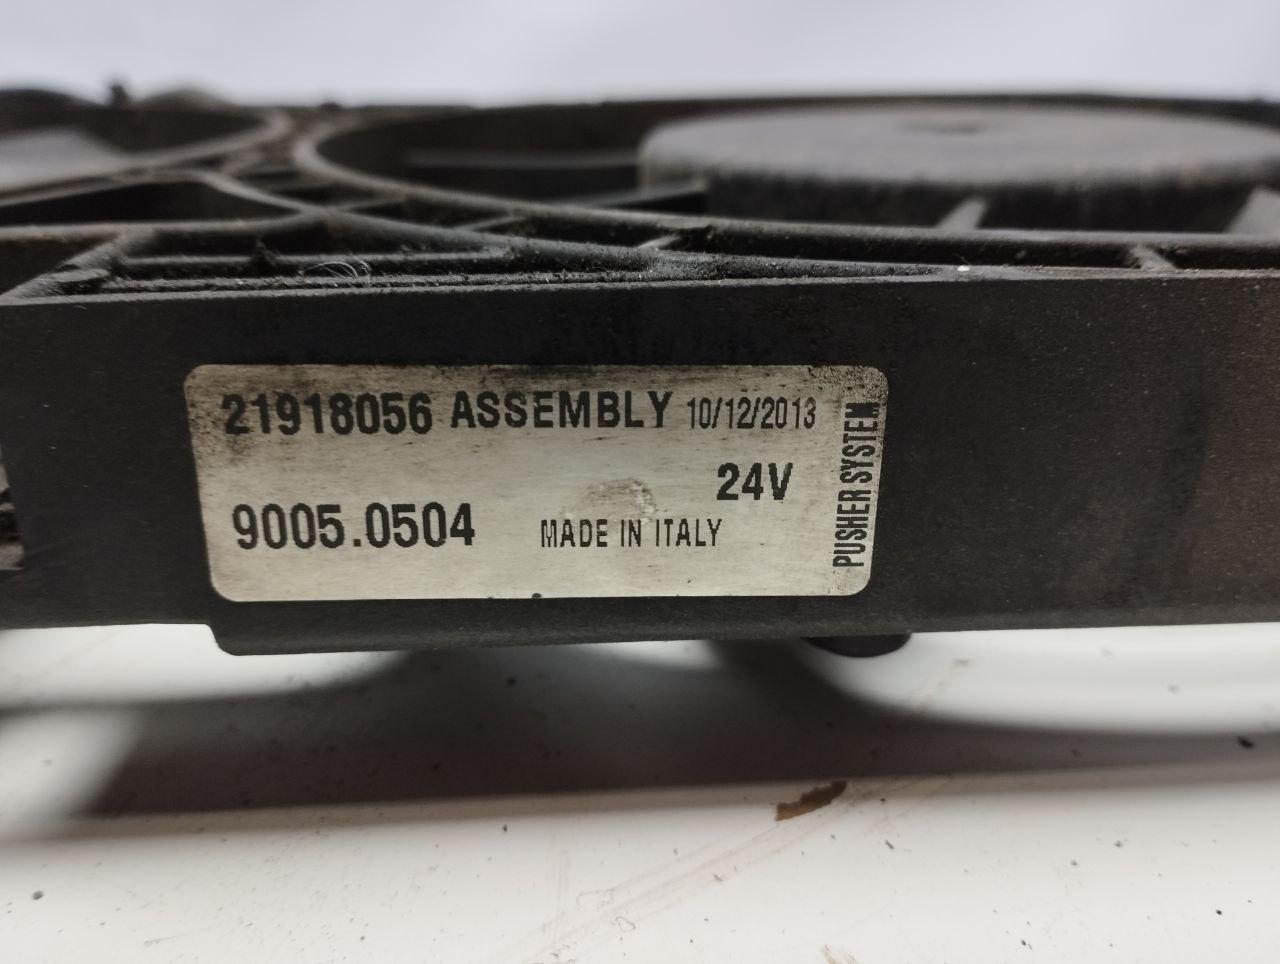 21918056 ASSEMBLY 10/12/2013
24V
9005.0504 MADE IN ITALY
PUSHER SYSTEM